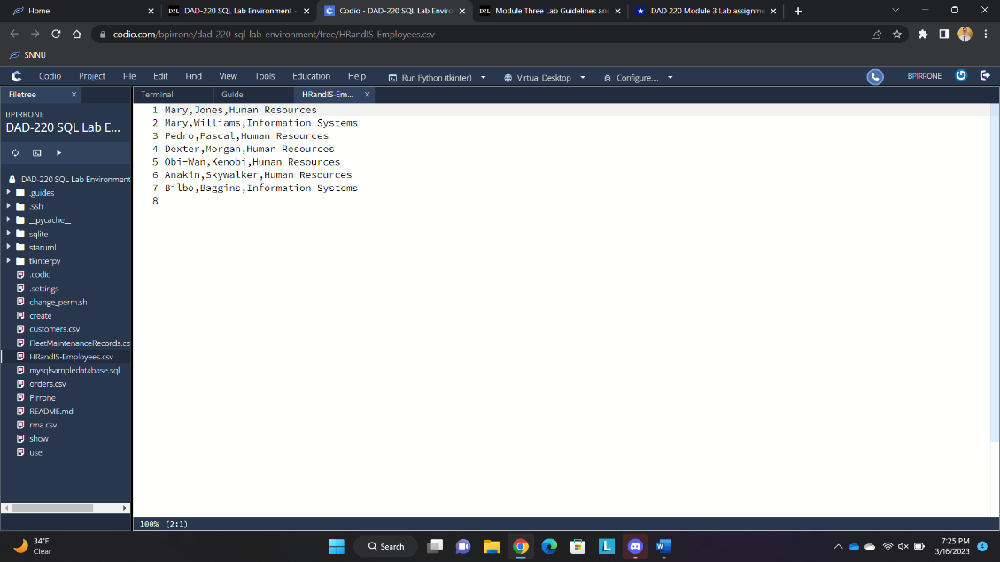 Home
DAD-220 SQL Lab Environment -
Codio - DAD-220 SQL Lab Enviro
Module Three Lab Guidelines an
DAD 220 Module 3 Lab assignme
codio.com/bpirrone/dad-220-sql-lab-environment/tree/HRandIS-Employees.csv
SNNU
Codio Project File Edit Find View Tools Education Help Run Python (tkinter) Virtual Desktop Configure.... BPIRRONE
Filetree
Terminal Guide HRandIS-Em...
BPIRRONE
DAD-220 SQL Lab E...
DAD-220 SQL Lab Environment
.guides
.ssh
__pycache__
sqlite
staruml
tkinterpy
.codio
.settings
change_perm.sh
create
customers.csv
FleetMaintenanceRecords.cs
HRandIS-Employees.csv
mysqlsampledatabase.sql
orders.csv
Pirrone
README.md
rma.csv
show
use
1 Mary,Jones,Human Resources
2 Mary,Williams,Information Systems
3 Pedro,Pascal,Human Resources
4 Dexter,Morgan,Human Resources
5 Obi-Wan,Kenobi,Human Resources
6 Anakin,Skywalker,Human Resources
7 Bilbo,Baggins,Information Systems
8
100% (2:1)
34°F
Clear
Search
7:25 PM
3/16/2023
4